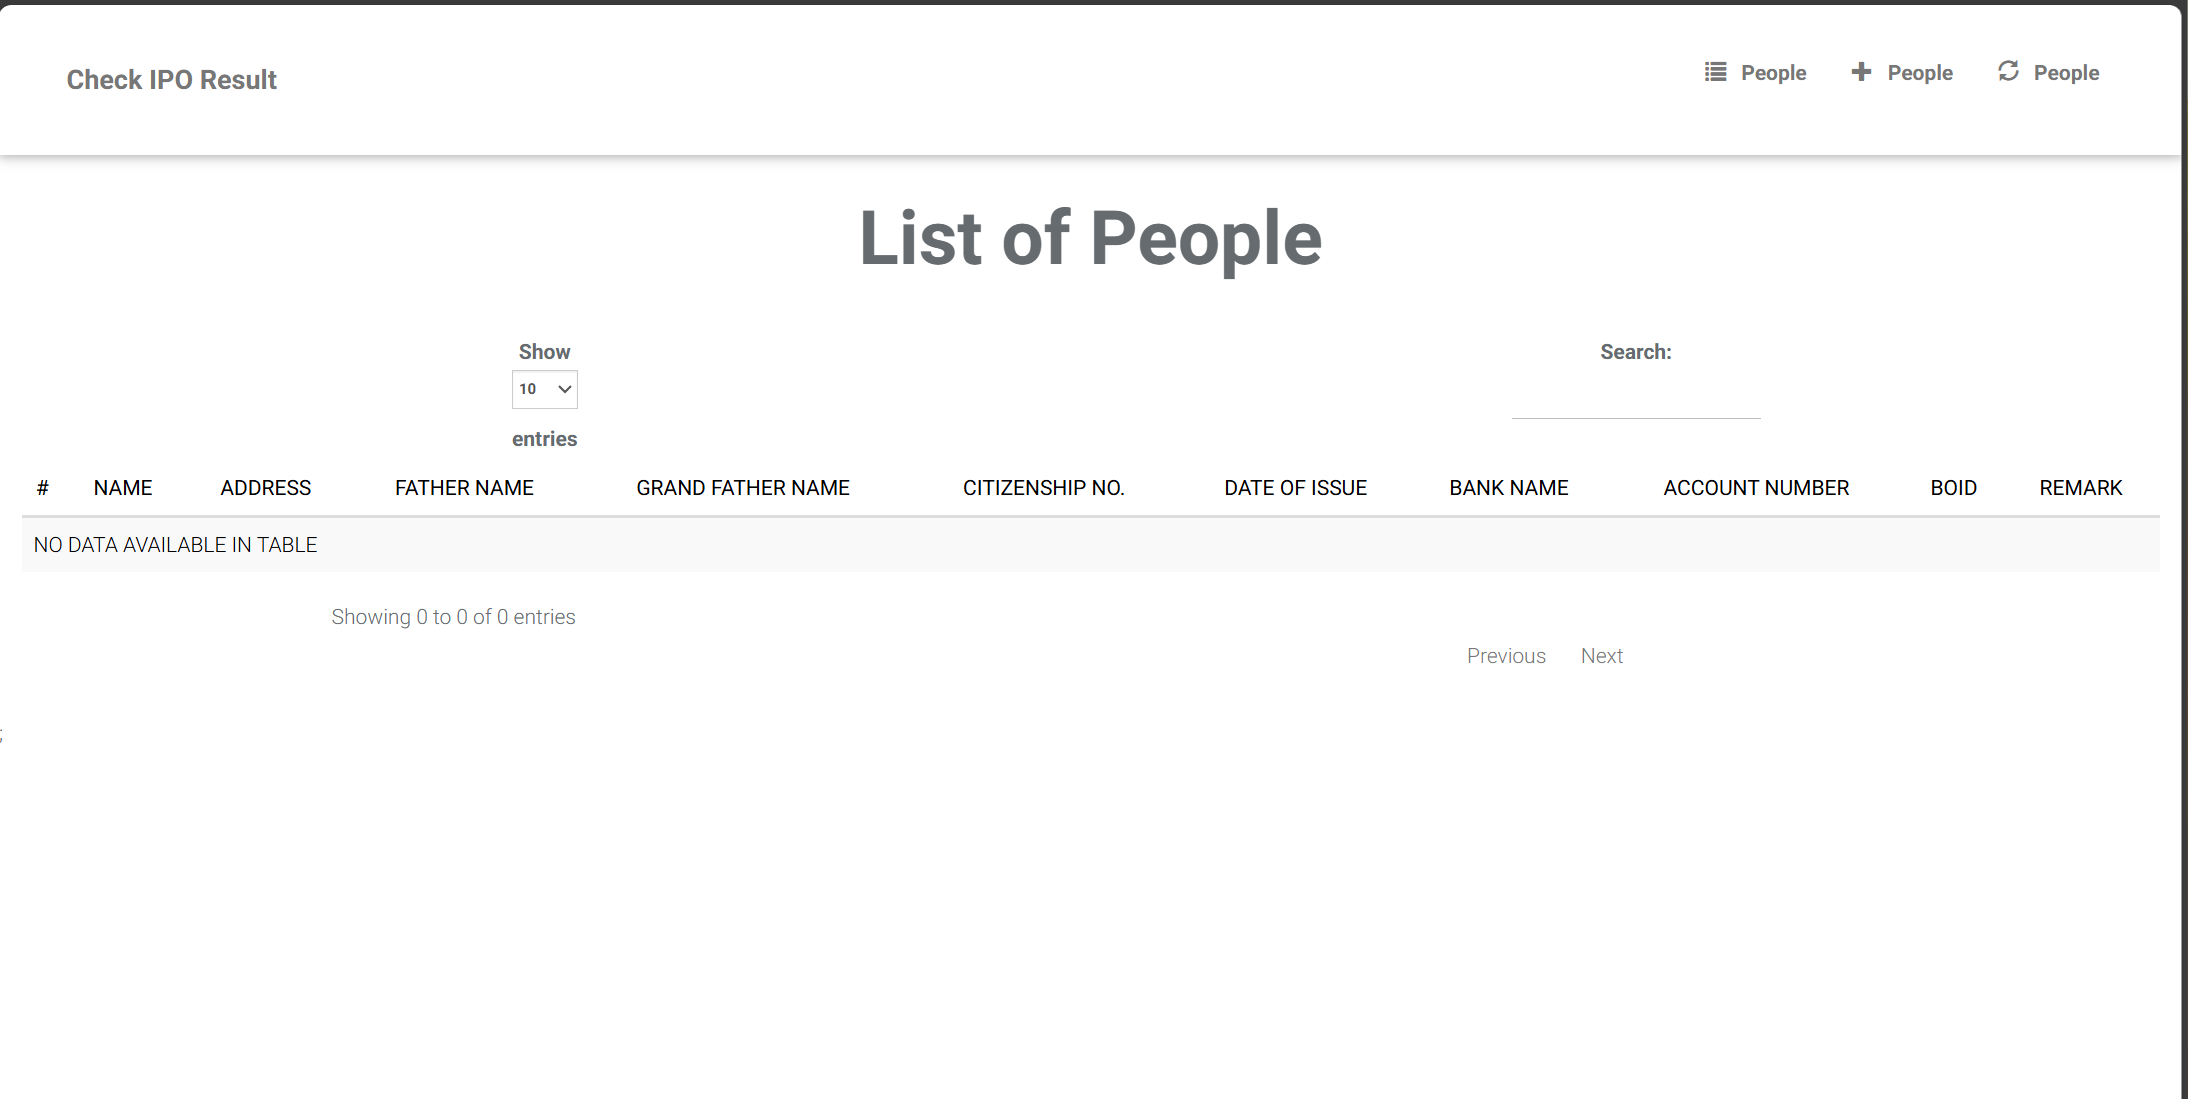 Check IPO Result
People People People
List of People
Show
10
entries
Search:
# NAME ADDRESS FATHER NAME GRAND FATHER NAME CITIZENSHIP NO. DATE OF ISSUE BANK NAME ACCOUNT NUMBER BOID REMARK
NO DATA AVAILABLE IN TABLE
Showing 0 to 0 of 0 entries
Previous Next
;